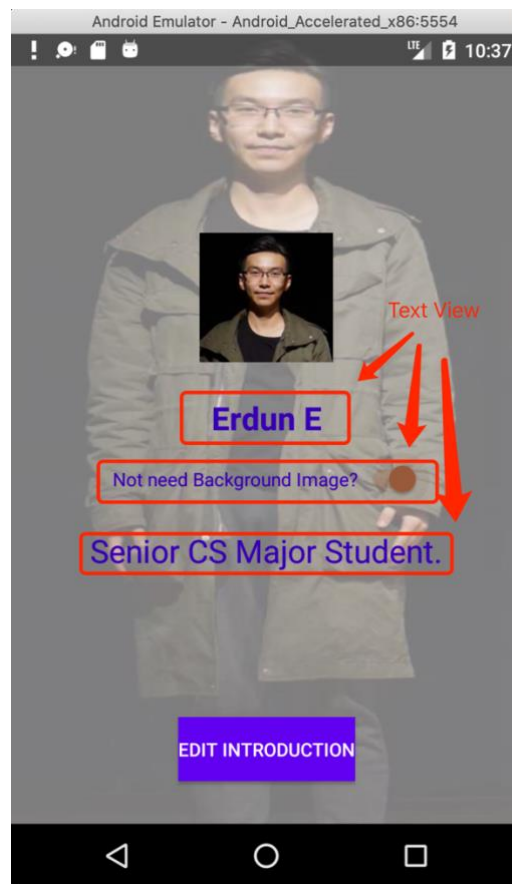 Android Emulator - Android_Accelerated_x86:5554
LTE 10:37
Text View
Erdun E
Not need Background Image?
Senior CS Major Student.
EDIT INTRODUCTION